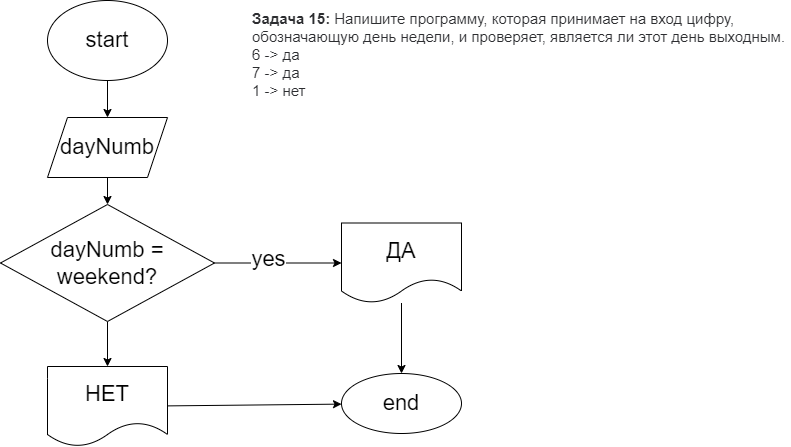 start
Задача 15: Напишите программу, которая принимает на вход цифру,
обозначающую день недели, и проверяет, является ли этот день выходным.
6 -> да
7 -> да
1 -> нет
dayNumb
dayNumb =
weekend?
yes
ДА
НЕТ
end